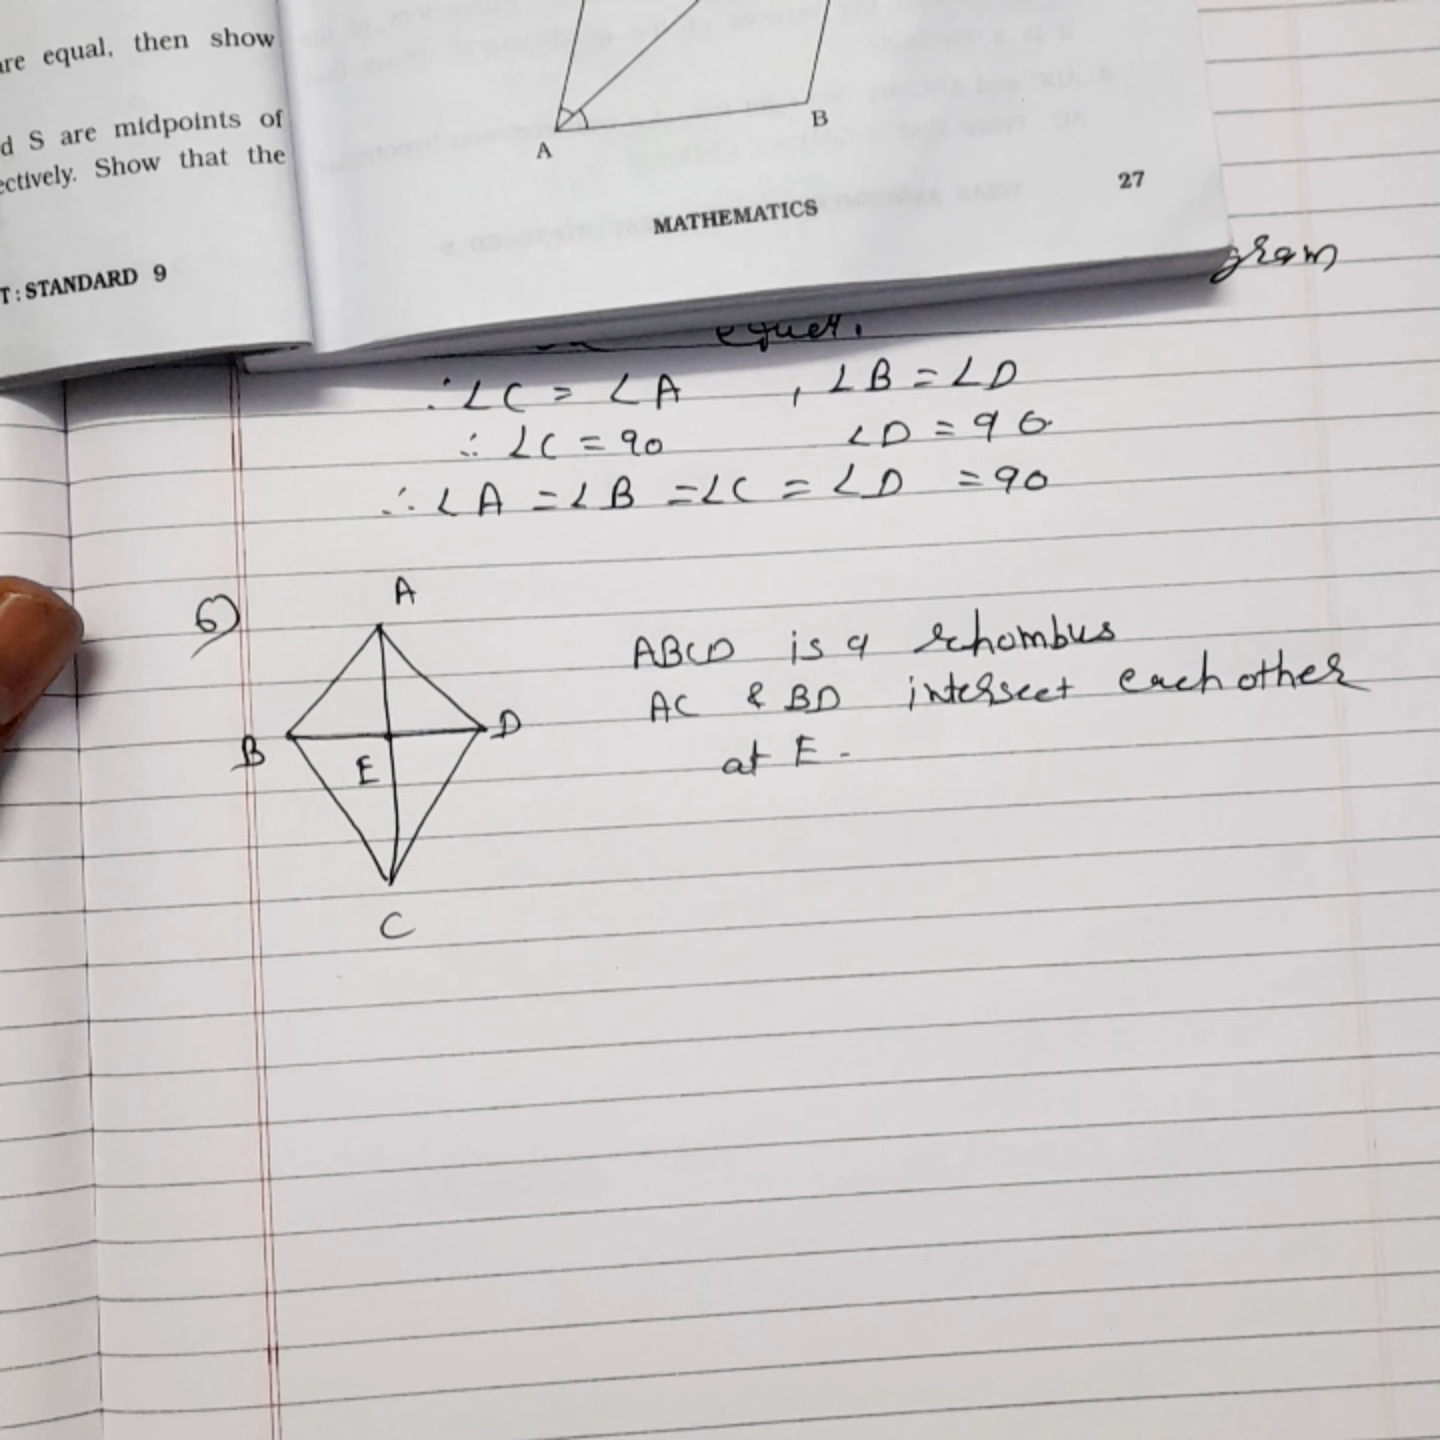 are equal, then show
d S are midpoints of
ectively. Show that the
T : STANDARD 9
A
B
27
MATHEMATICS
gram
equal.
∴ ∠C = ∠A , ∠B = ∠D
∴ ∠C = 90 ∠D = 90
∴ ∠A = ∠B = ∠C = ∠D = 90
6)
A
B
D
E
C
ABCD is a rhombus
AC & BD intersect each other
at E.